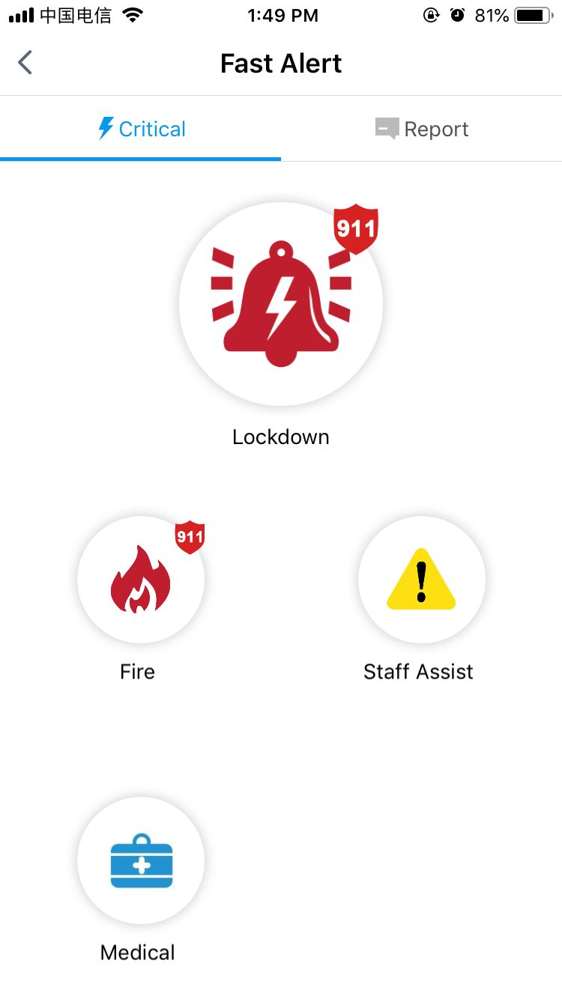 中国电信 1:49 PM 81%
Fast Alert
Critical Report
911
Lockdown
911
Fire Staff Assist
Medical